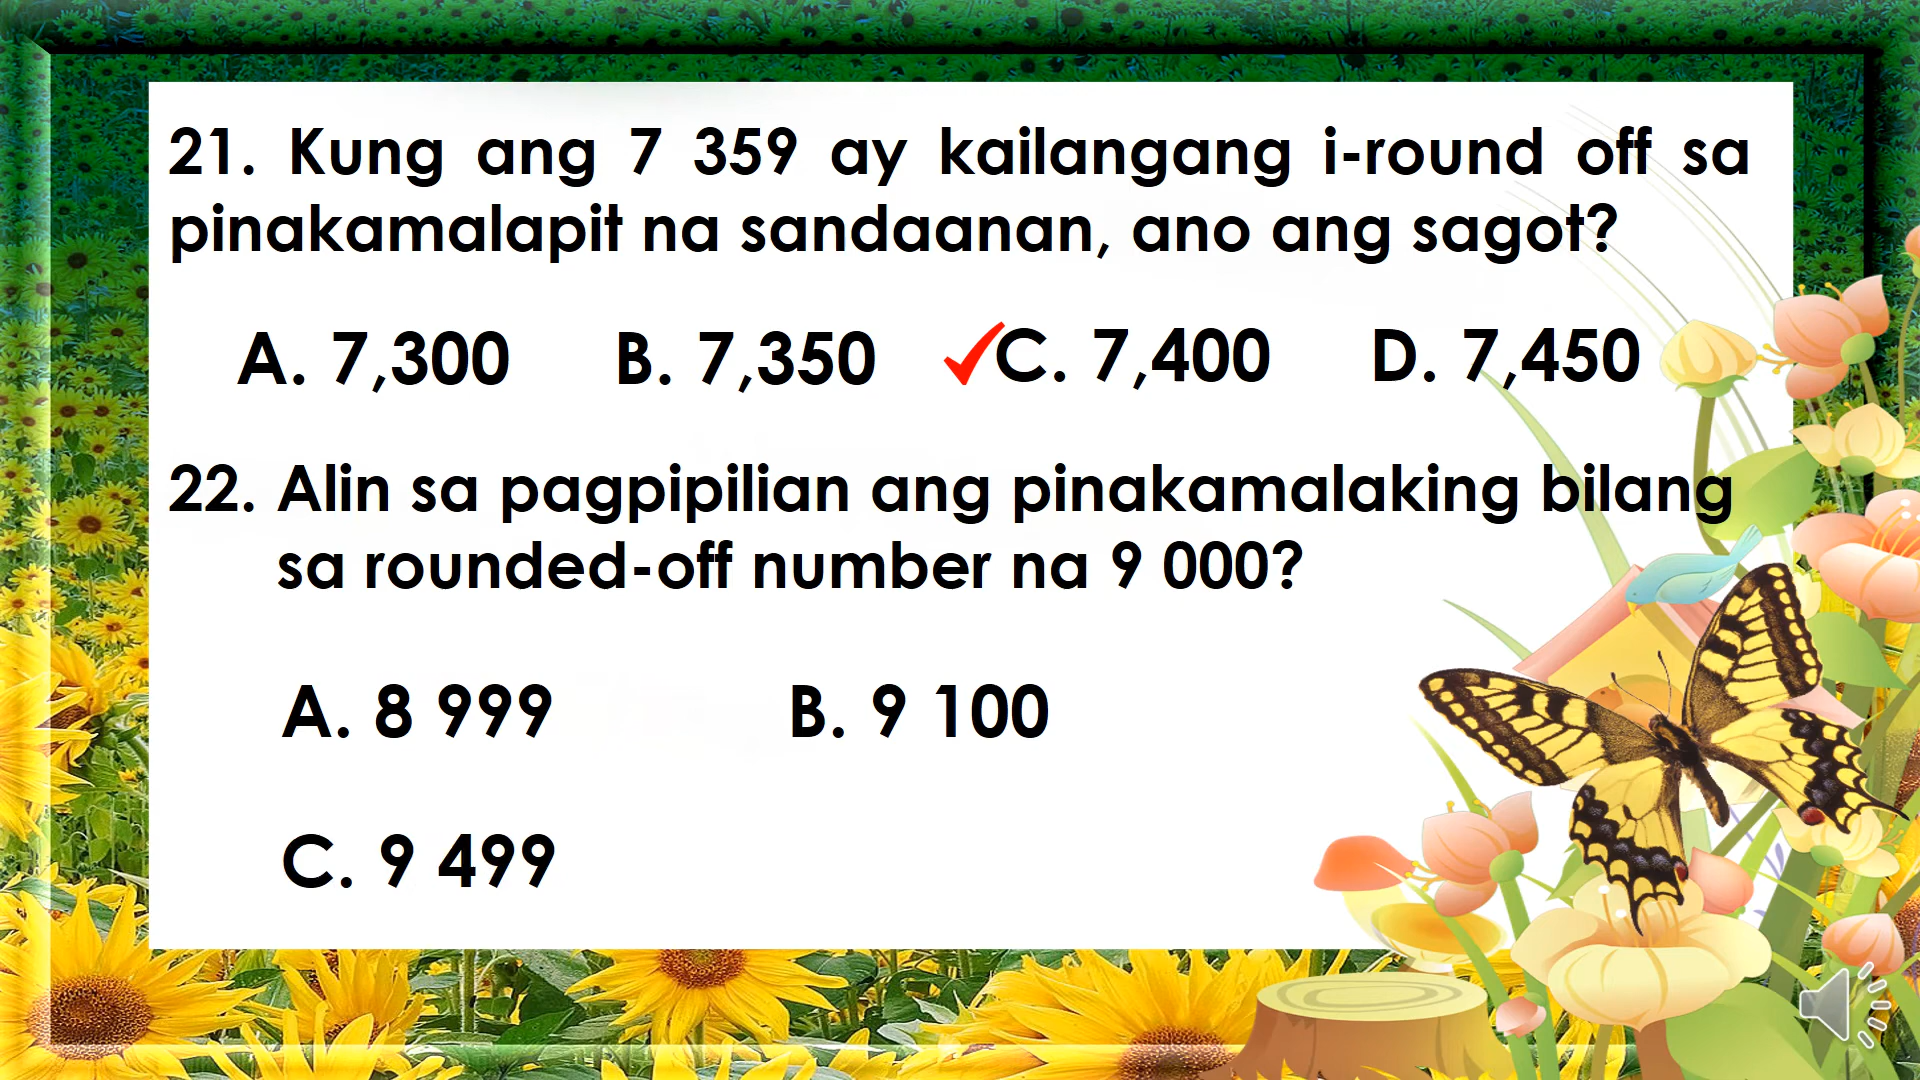 21. Kung ang 7 359 ay kailangang i-round off sa
pinakamalapit na sandaanan, ano ang sagot?
A. 7,300 B. 7,350 ✓C. 7,400 D. 7,450
22. Alin sa pagpipilian ang pinakamalaking bilang
sa rounded-off number na 9 000?
A. 8 999 B. 9 100
C. 9 499